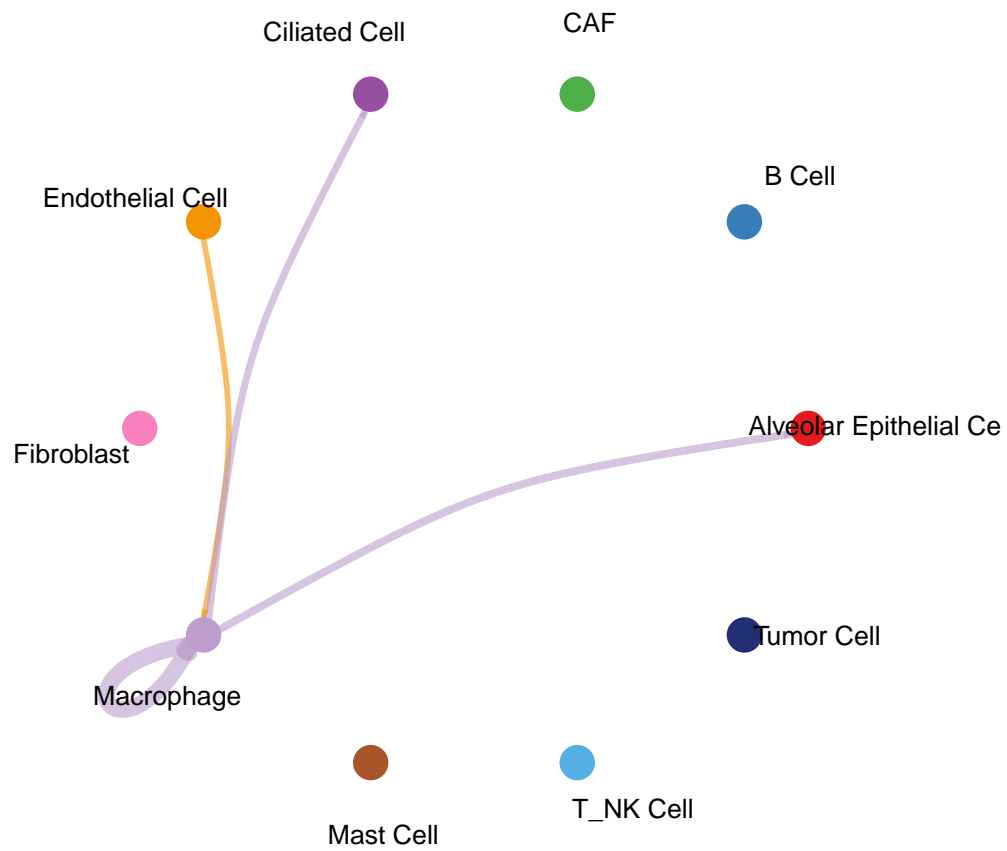 CAF
Ciliated Cell
B Cell
Endothelial Cell
Alveolar Epithelial Ce
Fibroblast
Tumor Cell
Macrophage
T_NK Cell
Mast Cell